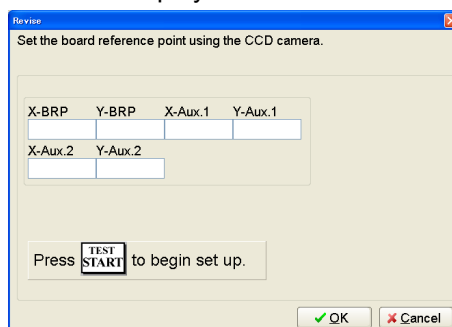 Revise
Set the board reference point using the CCD camera.
X-BRP Y-BRP X-Aux.1 Y-Aux.1
X-Aux.2 Y-Aux.2
Press TEST START to begin set up.
OK Cancel